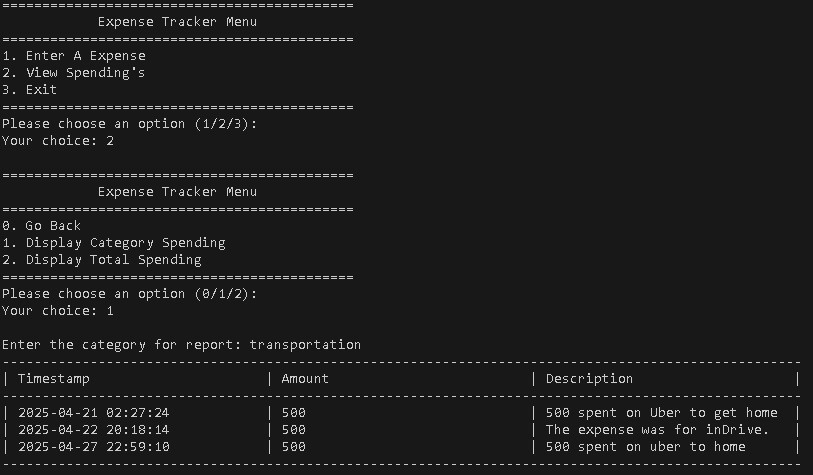 ============================================
Expense Tracker Menu
============================================
1. Enter A Expense
2. View Spending's
3. Exit
============================================
Please choose an option (1/2/3):
Your choice: 2
============================================
Expense Tracker Menu
============================================
0. Go Back
1. Display Category Spending
2. Display Total Spending
============================================
Please choose an option (0/1/2):
Your choice: 1
Enter the category for report: transportation
----------------------------------------------------------------------------------------------------
| Timestamp | Amount | Description |
----------------------------------------------------------------------------------------------------
| 2025-04-21 02:27:24 | 500 | 500 spent on Uber to get home |
| 2025-04-22 20:18:14 | 500 | The expense was for inDrive. |
| 2025-04-27 22:59:10 | 500 | 500 spent on uber to home |
----------------------------------------------------------------------------------------------------